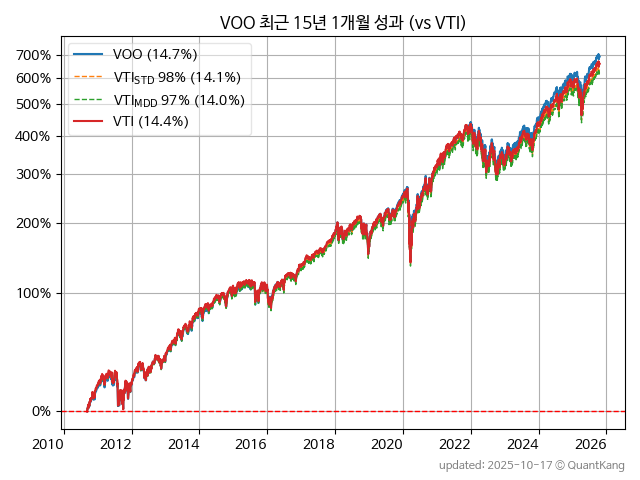 VOO 최근 15년 1개월 성과 (vs VTI)
700%
600%
500%
400%
300%
200%
100%
0%
VOO (14.7%)
VTISTD 98% (14.1%)
VTIMDD 97% (14.0%)
VTI (14.4%)
2010 2012 2014 2016 2018 2020 2022 2024 2026
updated: 2025-10-17 © QuantKang